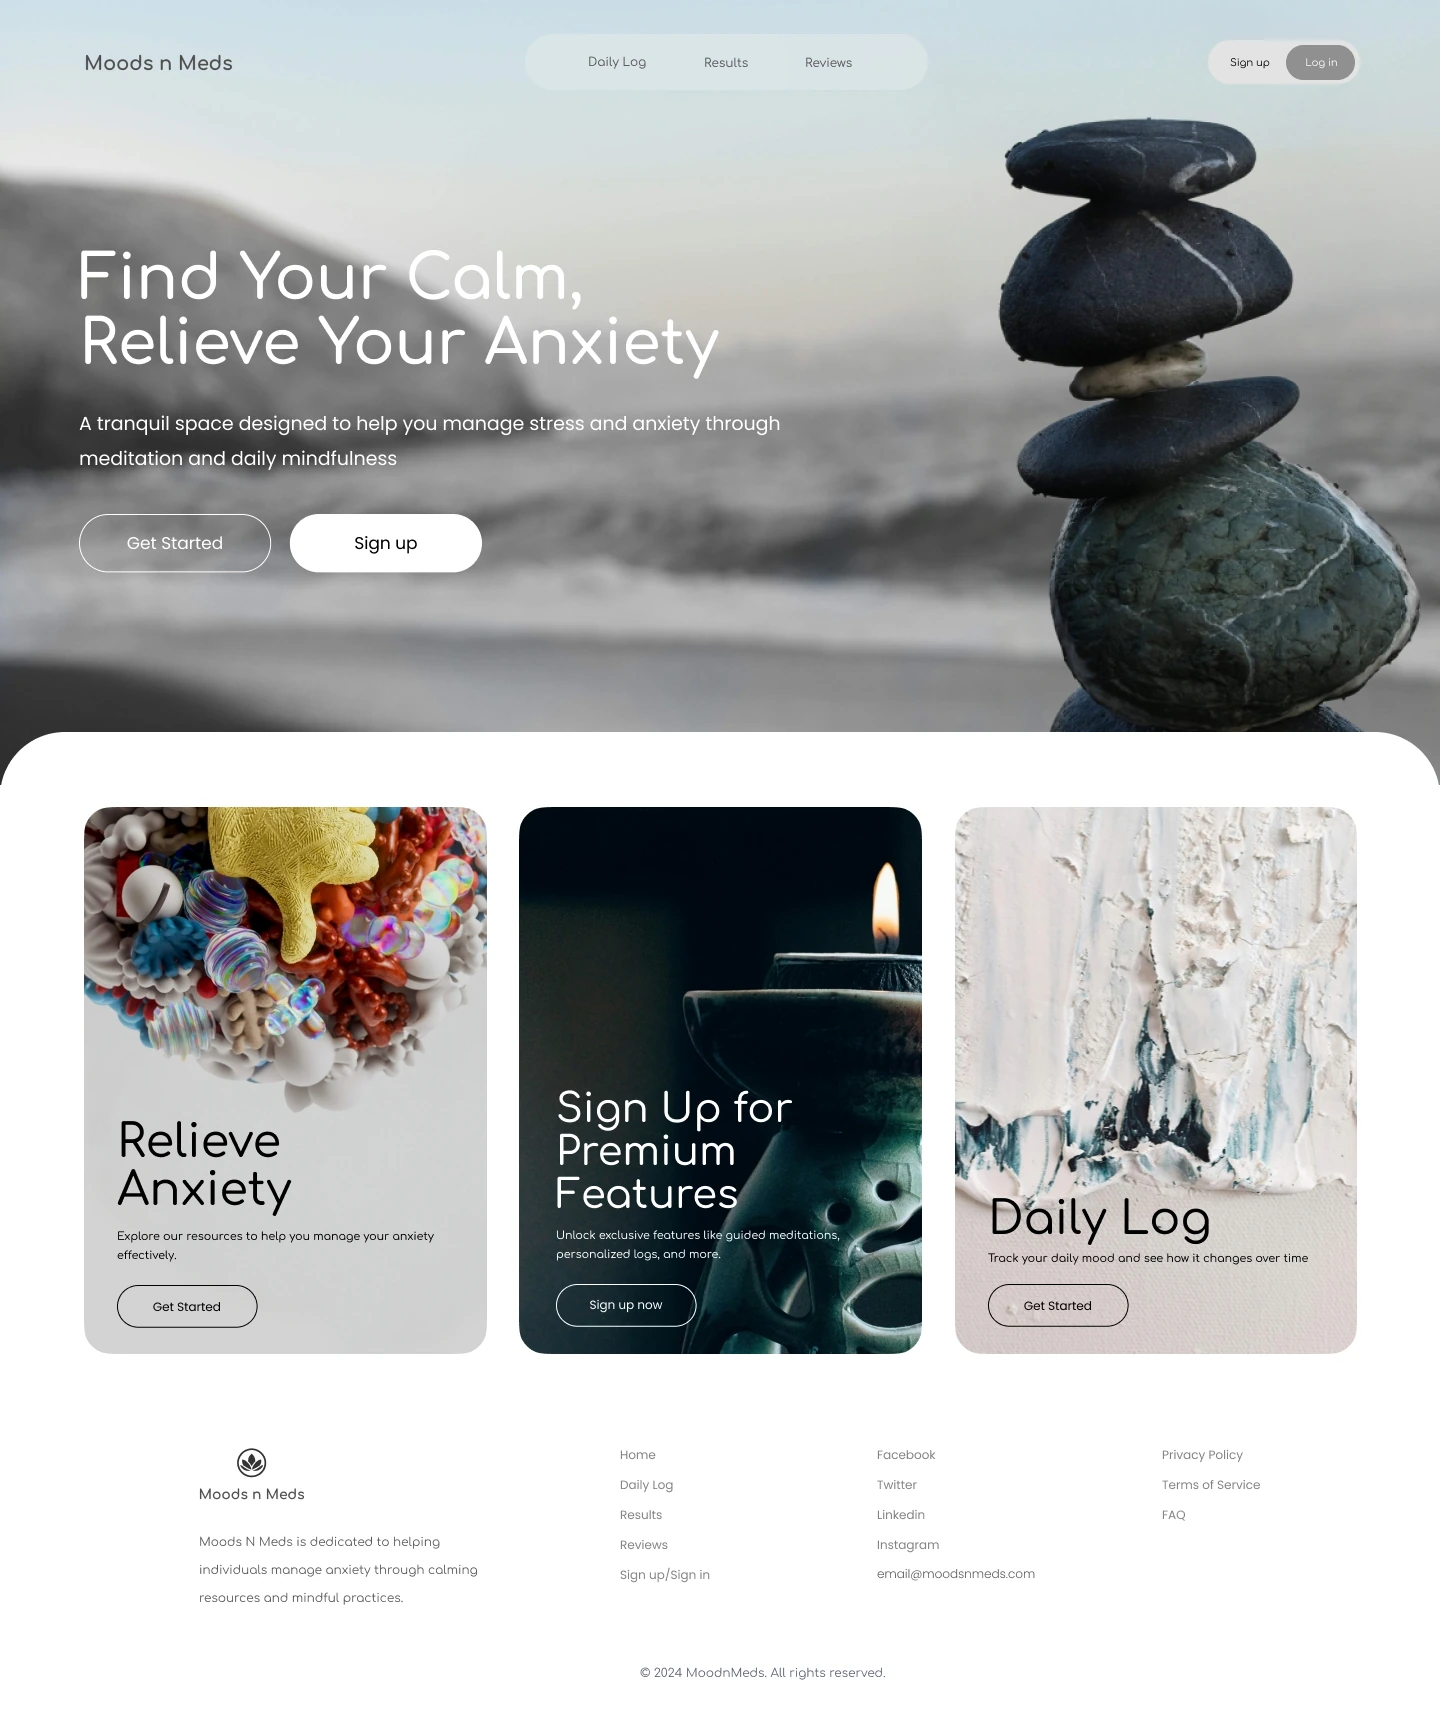 Moods n Meds
Daily Log
Results
Reviews
Sign up
Log in
Find Your Calm,
Relieve Your Anxiety
A tranquil space designed to help you manage stress and anxiety through
meditation and daily mindfulness
Get Started
Sign up
Relieve
Anxiety
Explore our resources to help you manage your anxiety
effectively.
Get Started
Sign Up for
Premium
Features
Unlock exclusive features like guided meditations,
personalized logs, and more.
Sign up now
Daily Log
Track your daily mood and see how it changes over time
Get Started
Moods n Meds
Moods N Meds is dedicated to helping
individuals manage anxiety through calming
resources and mindful practices.
Home
Daily Log
Results
Reviews
Sign up/Sign in
Facebook
Twitter
Linkedin
Instagram
email@moodsnmeds.com
Privacy Policy
Terms of Service
FAQ
© 2024 MoodnMeds. All rights reserved.